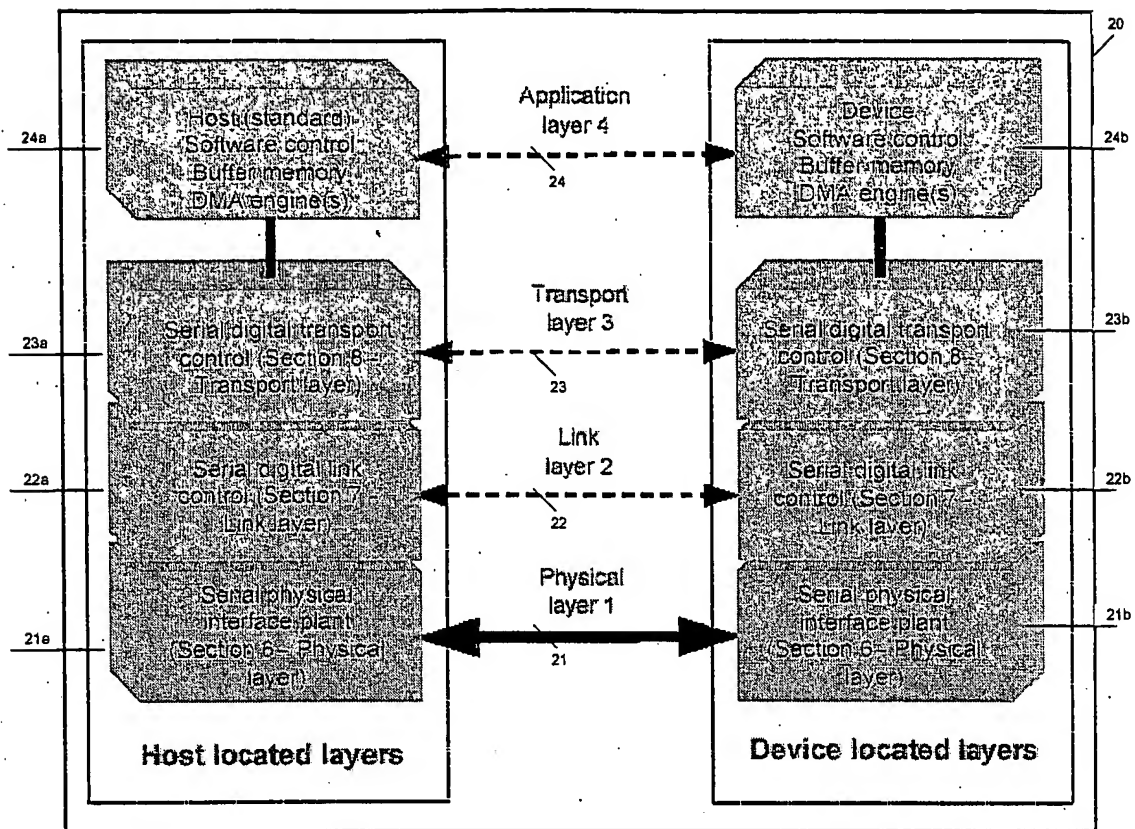 20
Host (standard)
Software control
Buffer memory
DMA engine(s)
24a
Application
layer 4
24
Device
Software control
Buffer memory
DMA engine(s)
24b
Serial digital transport
control (Section 8 –
Transport layer)
23a
Transport
layer 3
23
Serial digital transport
control (Section 8 –
Transport layer)
23b
Serial digital link
control (Section 7
Link layer)
22a
Link
layer 2
22
Serial digital link
control (Section 7
Link layer)
22b
Serial physical
interface plant
(Section 6 – Physical
layer)
21a
Physical
layer 1
21
Serial physical
interface plant
(Section 6 – Physical
layer)
21b
Host located layers
Device located layers